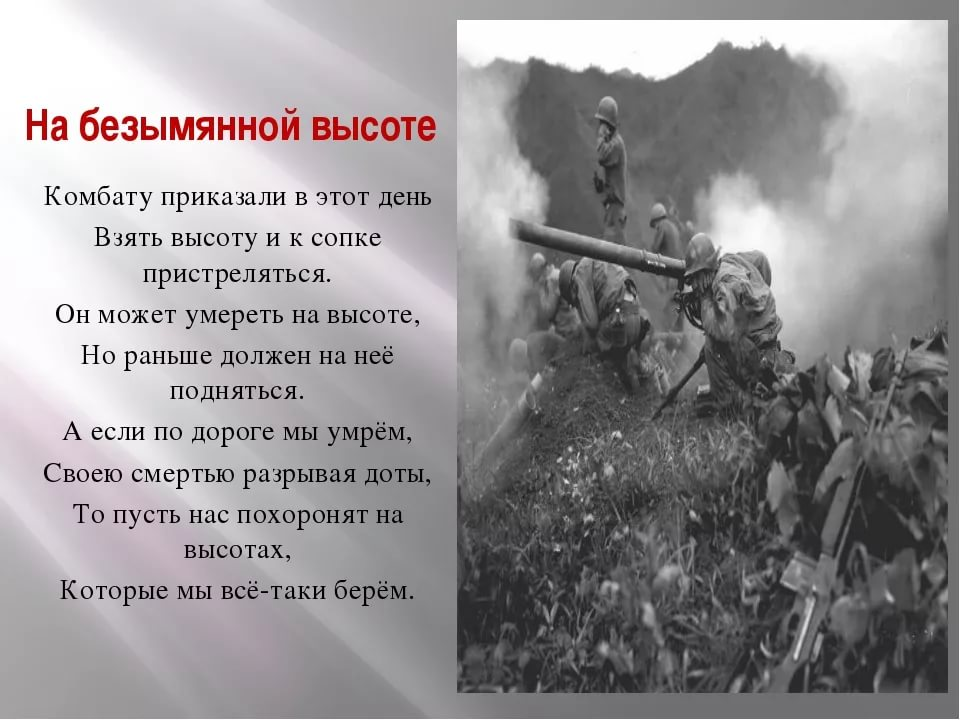 На безымянной высоте
Комбату приказали в этот день
Взять высоту и к сопке
пристреляться.
Он может умереть на высоте,
Но раньше должен на неё
подняться.
А если по дороге мы умрём,
Своею смертью разрывая доты,
То пусть нас похоронят на
высотах,
Которые мы всё-таки берём.